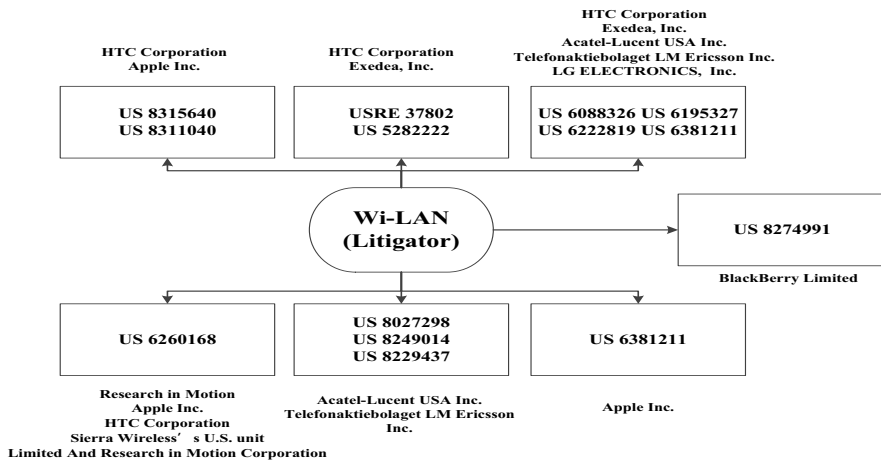 HTC Corporation
Apple Inc.
US 8315640
US 8311040
HTC Corporation
Exedea, Inc.
USRE 37802
US 5282222
HTC Corporation
Exedea, Inc.
Acatel-Lucent USA Inc.
Telefonaktiebolaget LM Ericsson Inc.
LG ELECTRONICS, Inc.
US 6088326 US 6195327
US 6222819 US 6381211
Wi-LAN
(Litigator)
US 8274991
BlackBerry Limited
US 6260168
Research in Motion
Apple Inc.
HTC Corporation
Sierra Wireless′ s U.S. unit
Limited And Research in Motion Corporation
US 8027298
US 8249014
US 8229437
Acatel-Lucent USA Inc.
Telefonaktiebolaget LM Ericsson
Inc.
US 6381211
Apple Inc.